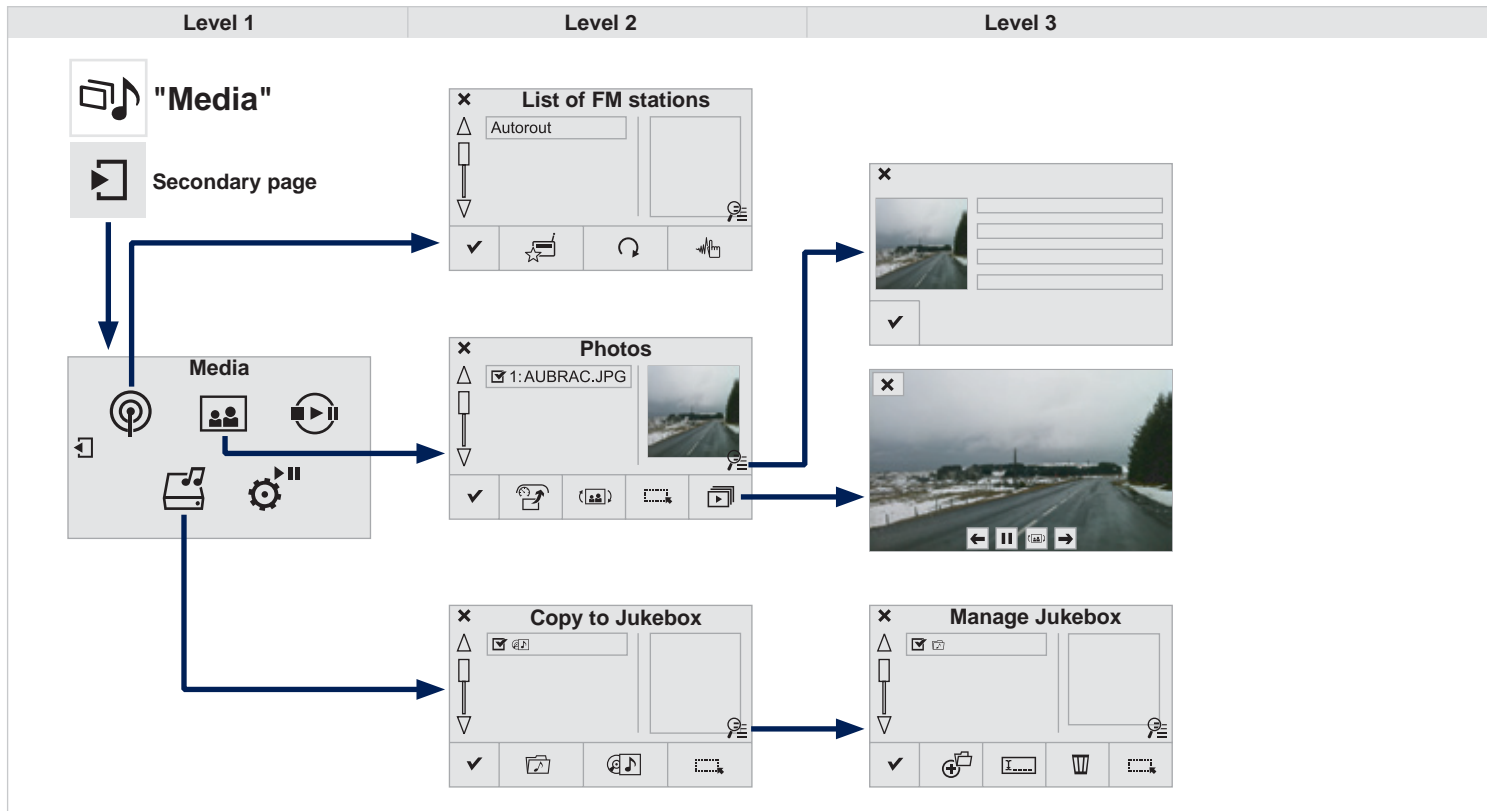 Level 1
Level 2
Level 3
"Media"
Secondary page
List of FM stations
Autorout
Media
Photos
1: AUBRAC.JPG
Copy to Jukebox
Manage Jukebox